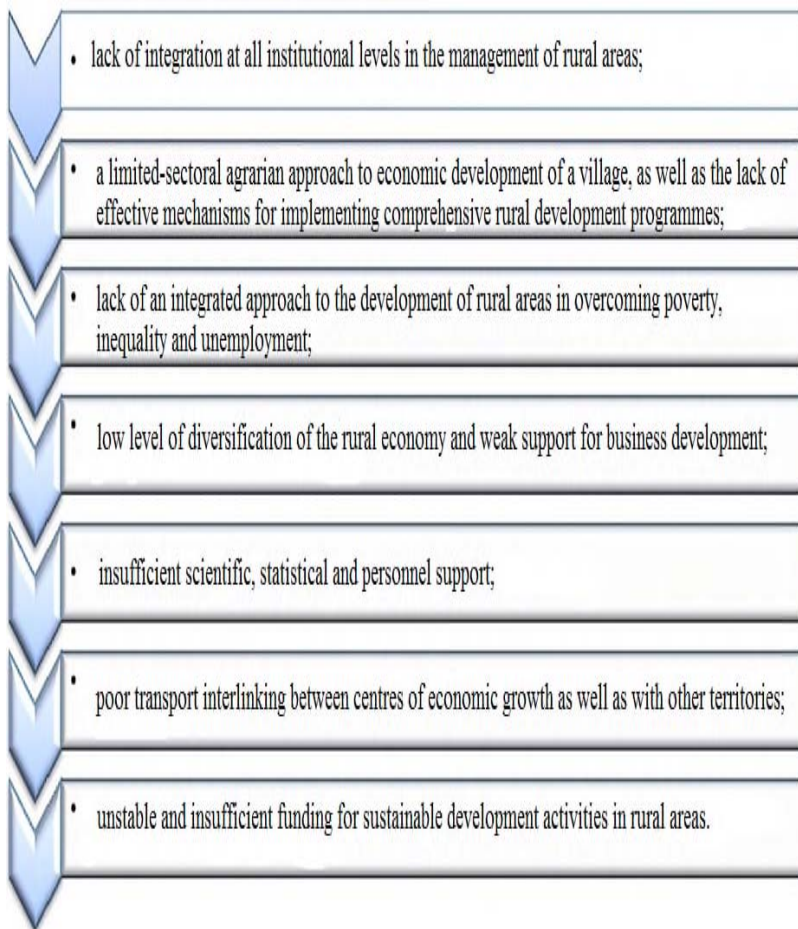 • lack of integration at all institutional levels in the management of rural areas;
• a limited-sectoral agrarian approach to economic development of a village, as well as the lack of
effective mechanisms for implementing comprehensive rural development programmes;
• lack of an integrated approach to the development of rural areas in overcoming poverty,
inequality and unemployment;
• low level of diversification of the rural economy and weak support for business development;
• insufficient scientific, statistical and personnel support;
• poor transport interlinking between centres of economic growth as well as with other territories;
• unstable and insufficient funding for sustainable development activities in rural areas.